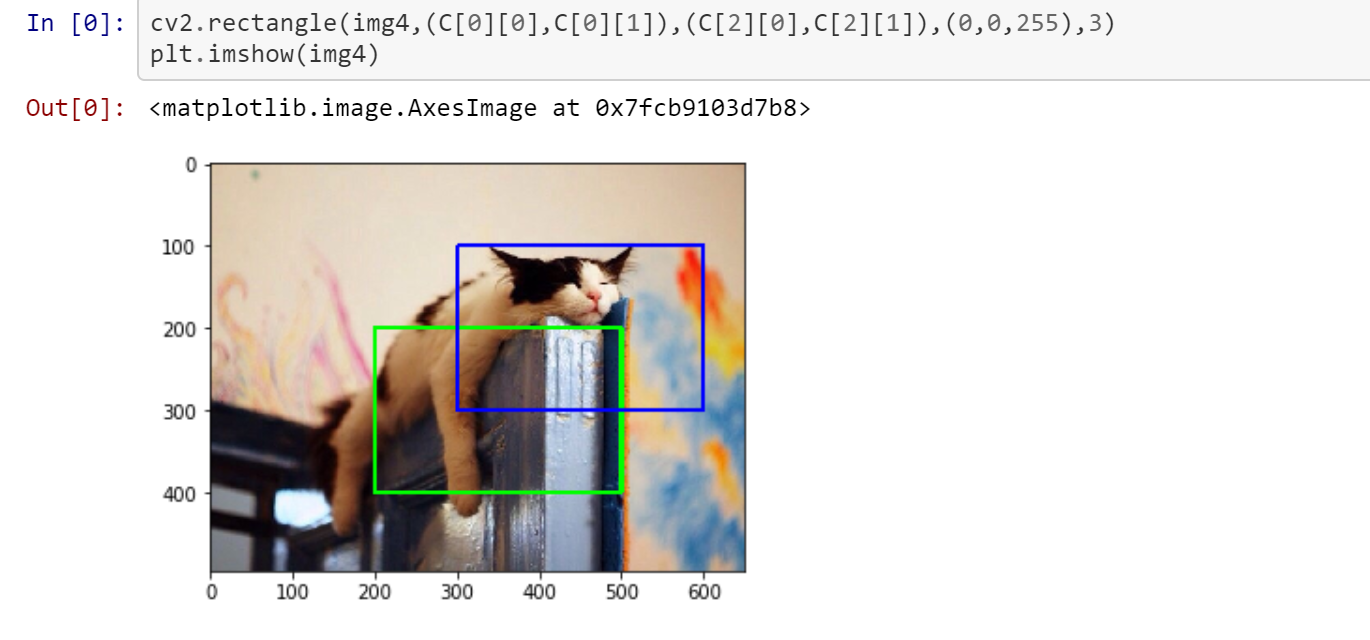 In [0]: cv2.rectangle(img4,(C[0][0],C[0][1]),(C[2][0],C[2][1]),(0,0,255),3)
plt.imshow(img4)
Out[0]: <matplotlib.image.AxesImage at 0x7fcb9103d7b8>
0
100
200
300
400
0 100 200 300 400 500 600